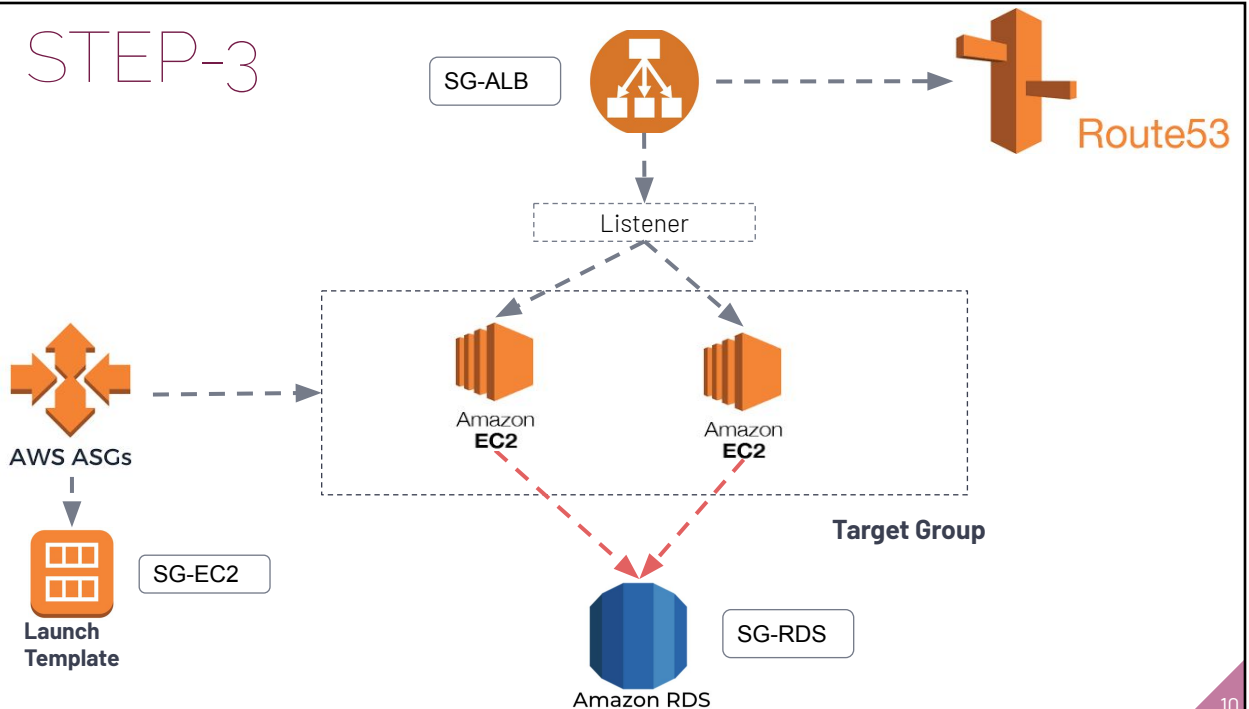 STEP-3
SG-ALB
Route53
Listener
Amazon
EC2
Amazon
EC2
AWS ASGs
Target Group
SG-EC2
Launch
Template
SG-RDS
Amazon RDS
10